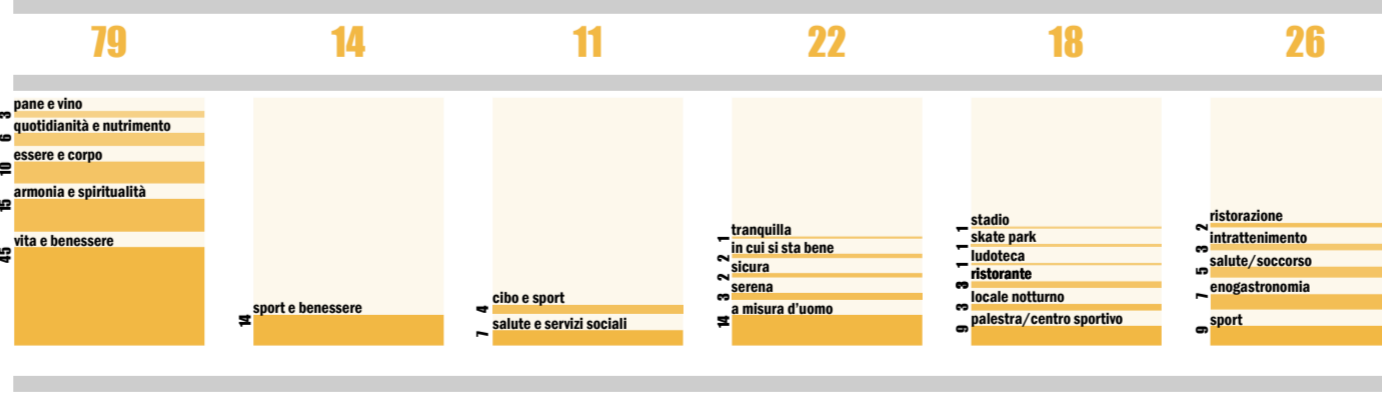 79
14
11
22
18
26
pane e vino
3
quotidianità e nutrimento
6
essere e corpo
10
armonia e spiritualità
15
vita e benessere
45
sport e benessere
14
cibo e sport
4
salute e servizi sociali
7
tranquilla
1
in cui si sta bene
2
sicura
2
serena
3
a misura d'uomo
14
stadio
1
skate park
1
ludoteca
1
ristorante
3
locale notturno
3
palestra/centro sportivo
9
ristorazione
2
intrattenimento
3
salute/soccorso
5
enogastronomia
7
sport
9